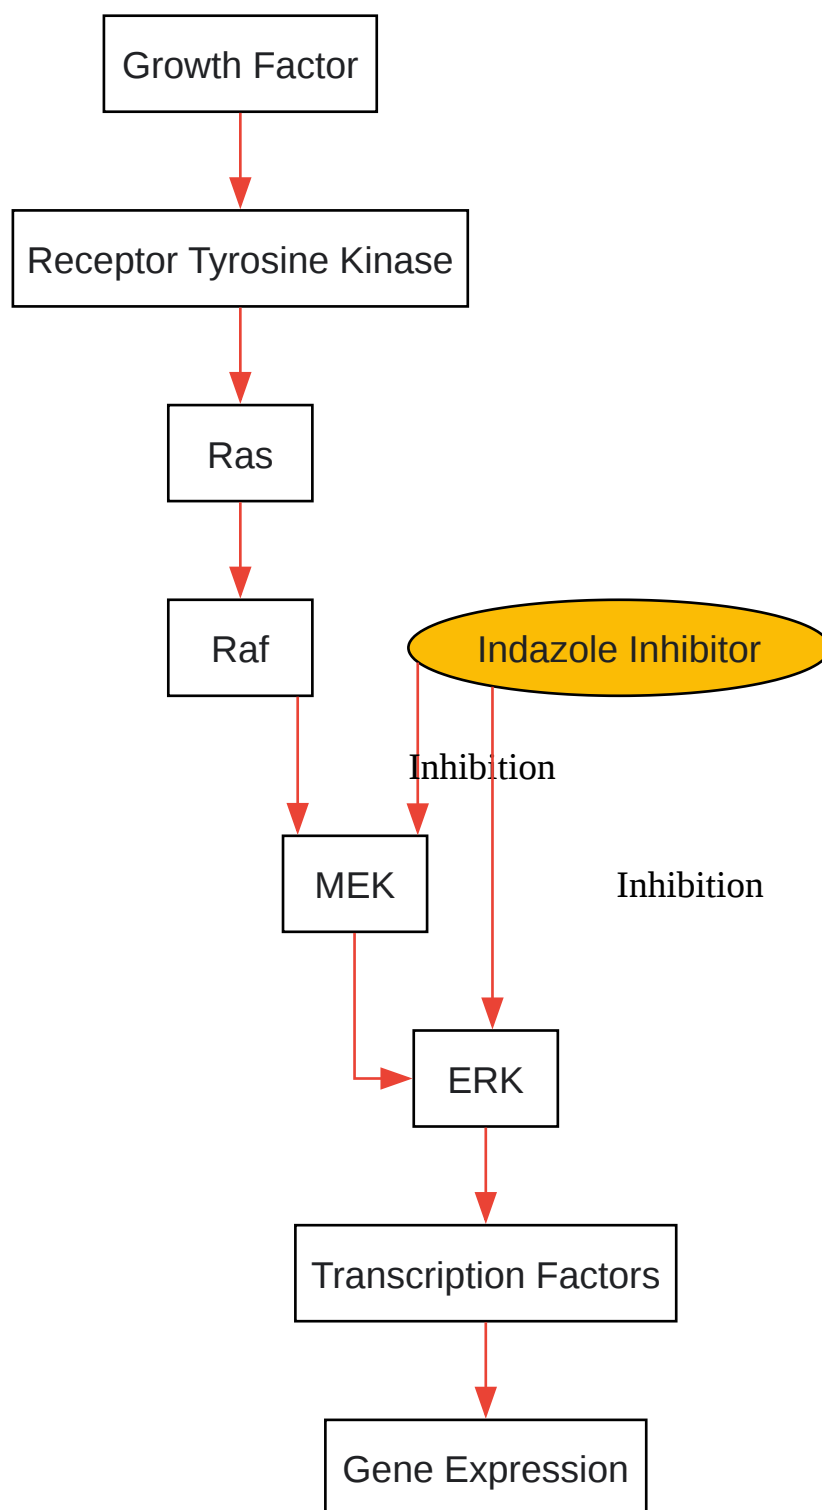 Growth Factor
Receptor Tyrosine Kinase
Ras
Raf
Indazole Inhibitor
Inhibition
MEK
Inhibition
ERK
Transcription Factors
Gene Expression